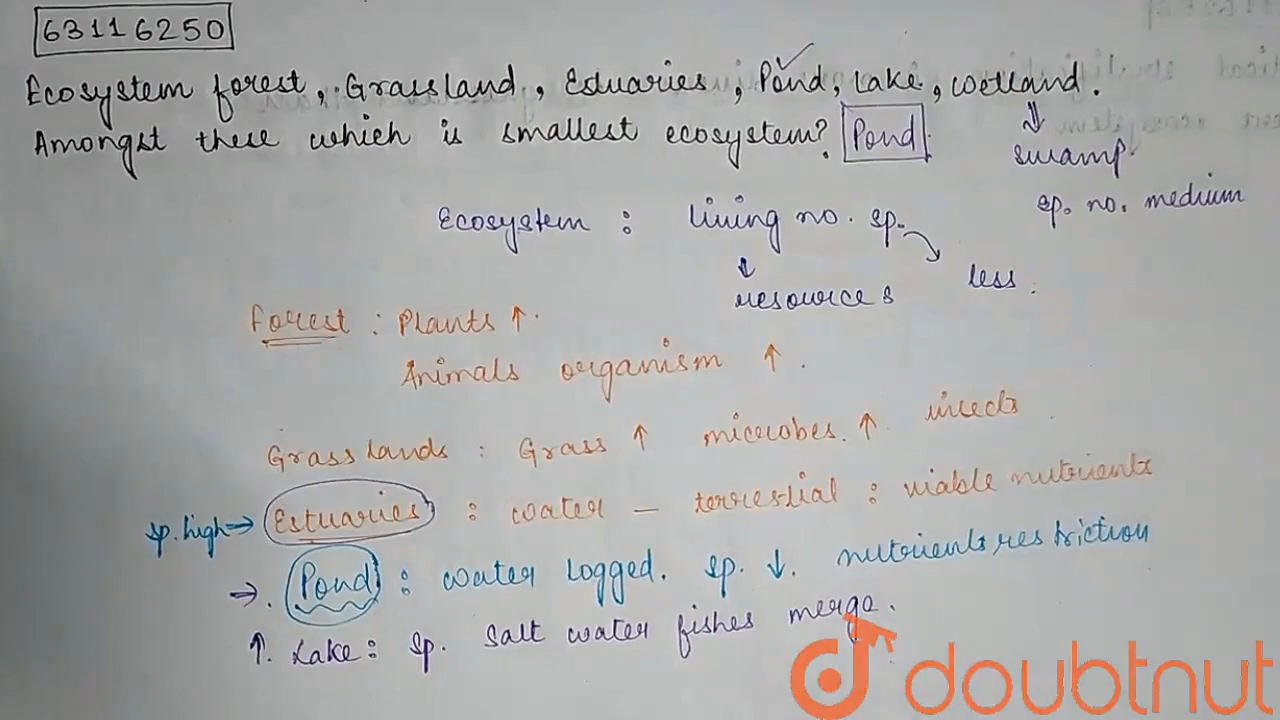 63116250
Ecosystem forest, Grassland, Estuaries, Pond, Lake, wetland.
Amongst these which is smallest ecosystem? Pond
swamp.
sp. no. medium
Ecosystem : living no. sp.
resources less.
Forest : Plants ↑.
Animals organism ↑.
Grasslands : Grass ↑ microbes. ↑ insects
sp. high → Estuaries : water – terrestial : viable nutrients
→. Pond : water logged. sp. ↓. nutrients restriction
↑. Lake : sp. salt water fishes merge.
doubtnut